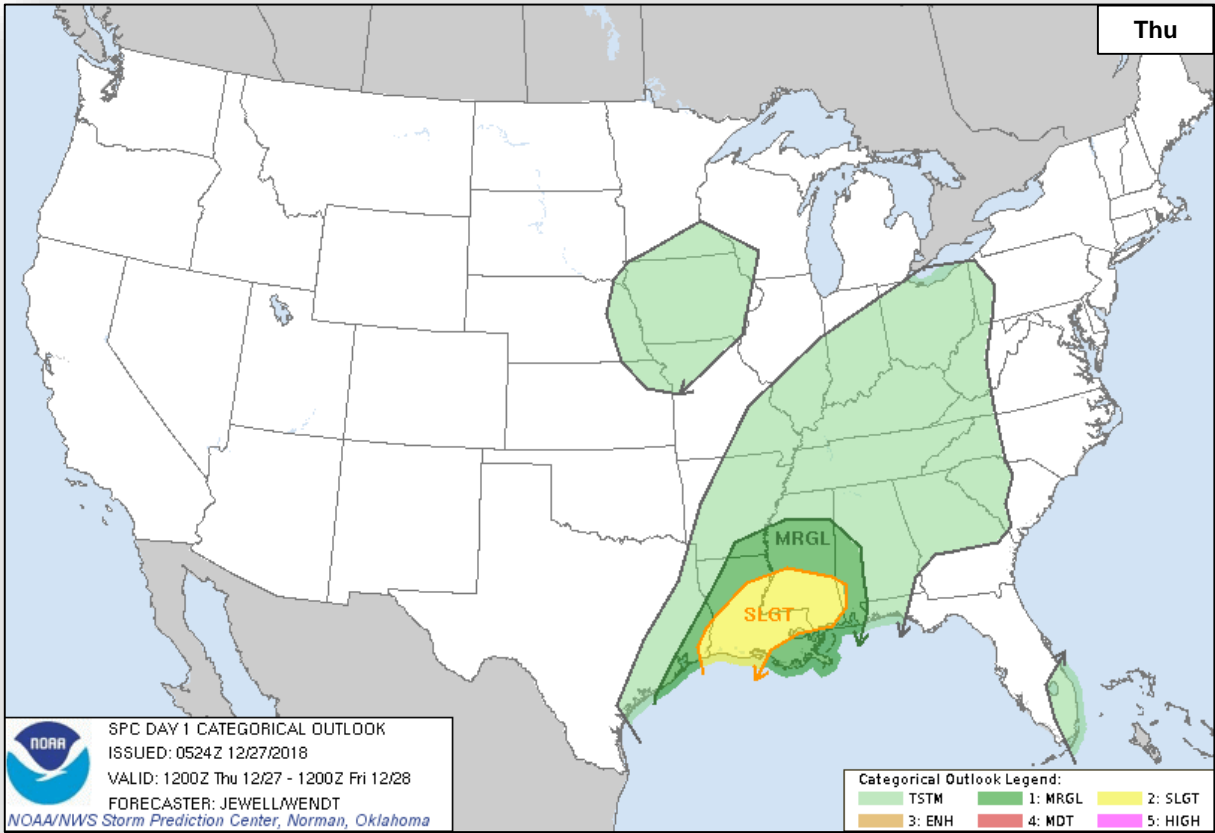 Thu
MRGL
SLGT
NOAA
SPC DAY 1 CATEGORICAL OUTLOOK
ISSUED: 0524Z 12/27/2018
VALID: 1200Z Thu 12/27 - 1200Z Fri 12/28
FORECASTER: JEWELL/WENDT
NOAA/NWS Storm Prediction Center, Norman, Oklahoma
Categorical Outlook Legend:
TSTM 1: MRGL 2: SLGT
3: ENH 4: MDT 5: HIGH